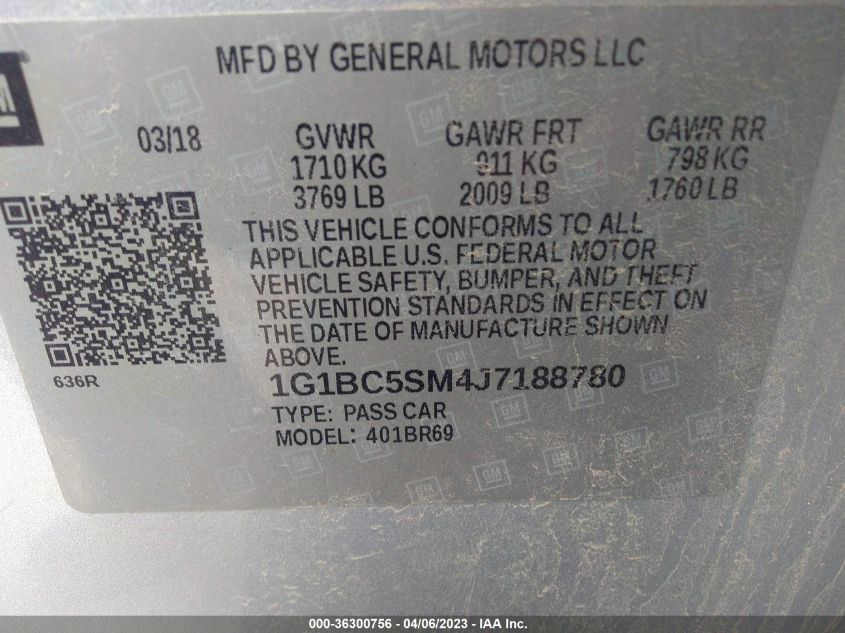 MFD BY GENERAL MOTORS LLC
GM
03/18 GVWR GAWR FRT GAWR RR
1710 KG 911 KG 798 KG
3769 LB 2009 LB 1760 LB
THIS VEHICLE CONFORMS TO ALL
APPLICABLE U.S. FEDERAL MOTOR
VEHICLE SAFETY, BUMPER, AND THEFT
PREVENTION STANDARDS IN EFFECT ON
THE DATE OF MANUFACTURE SHOWN
ABOVE.
636R
1G1BC5SM4J7188780
TYPE: PASS CAR
MODEL: 401BR69
000-36300756 - 04/06/2023 - IAAI Copart, Inc.